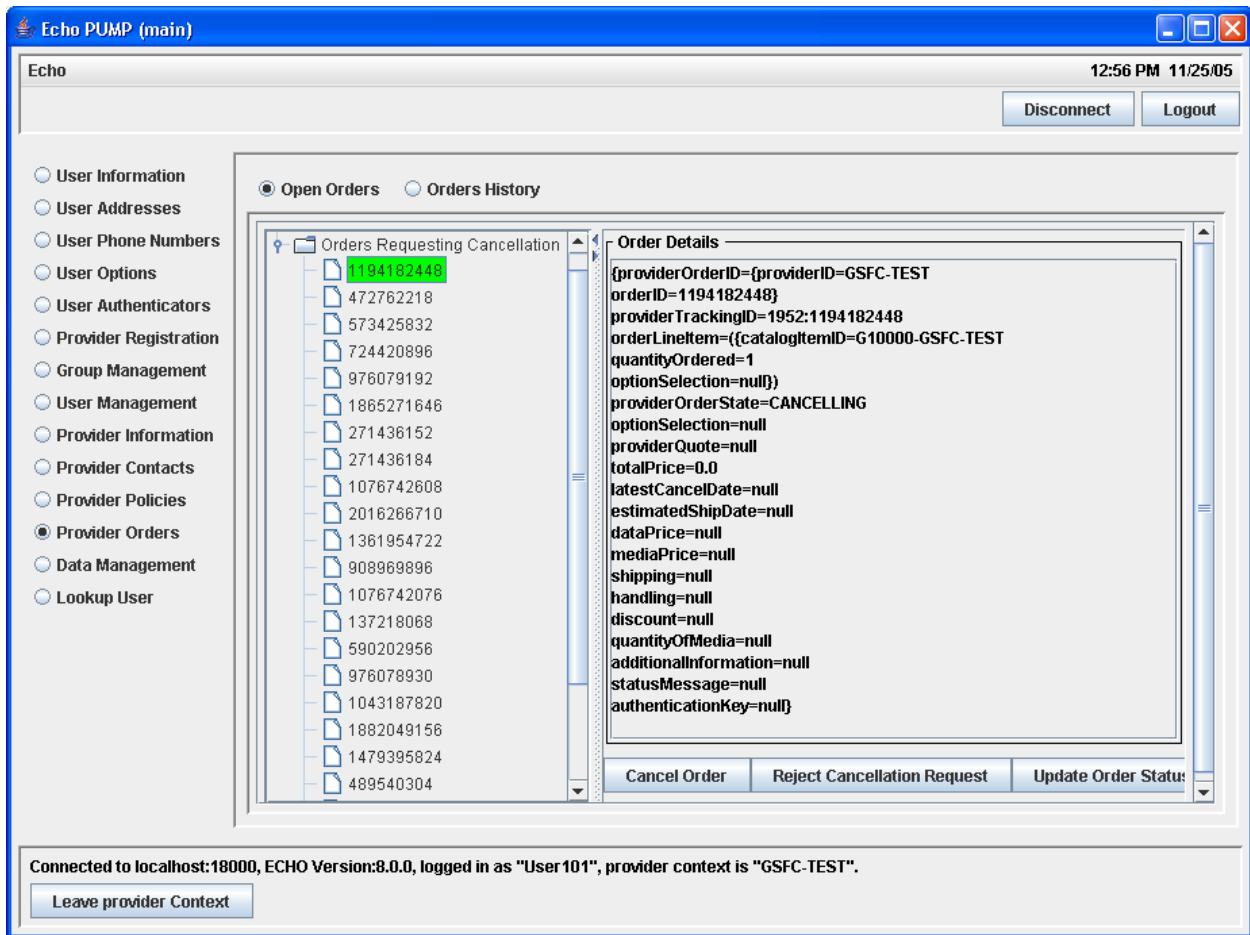 Echo PUMP (main)
Echo
12:56 PM 11/25/05
Disconnect
Logout
User Information
User Addresses
User Phone Numbers
User Options
User Authenticators
Provider Registration
Group Management
User Management
Provider Information
Provider Contacts
Provider Policies
Provider Orders
Data Management
Lookup User
Open Orders
Orders History
Orders Requesting Cancellation
1194182448
472762218
573425832
724420896
976079192
1865271646
271436152
271436184
1076742608
2016266710
1361954722
908969896
1076742076
137218068
590202956
976078930
1043187820
1882049156
1479395824
489540304
Order Details
{providerOrderID={providerID=GSFC-TEST
orderID=1194182448}
providerTrackingID=1952:1194182448
orderLineItem=({catalogItemID=G10000-GSFC-TEST
quantityOrdered=1
optionSelection=null})
providerOrderState=CANCELLING
optionSelection=null
providerQuote=null
totalPrice=0.0
latestCancelDate=null
estimatedShipDate=null
dataPrice=null
mediaPrice=null
shipping=null
handling=null
discount=null
quantityOfMedia=null
additionalInformation=null
statusMessage=null
authenticationKey=null}
Cancel Order
Reject Cancellation Request
Update Order Status
Connected to localhost:18000, ECHO Version:8.0.0, logged in as "User101", provider context is "GSFC-TEST".
Leave provider Context